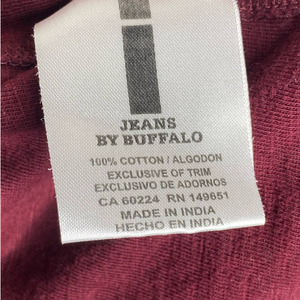 i
JEANS
BY BUFFALO
100% COTTON / ALGODON
EXCLUSIVE OF TRIM
EXCLUSIVO DE ADORNOS
CA 60224 RN 149651
MADE IN INDIA
HECHO EN INDIA